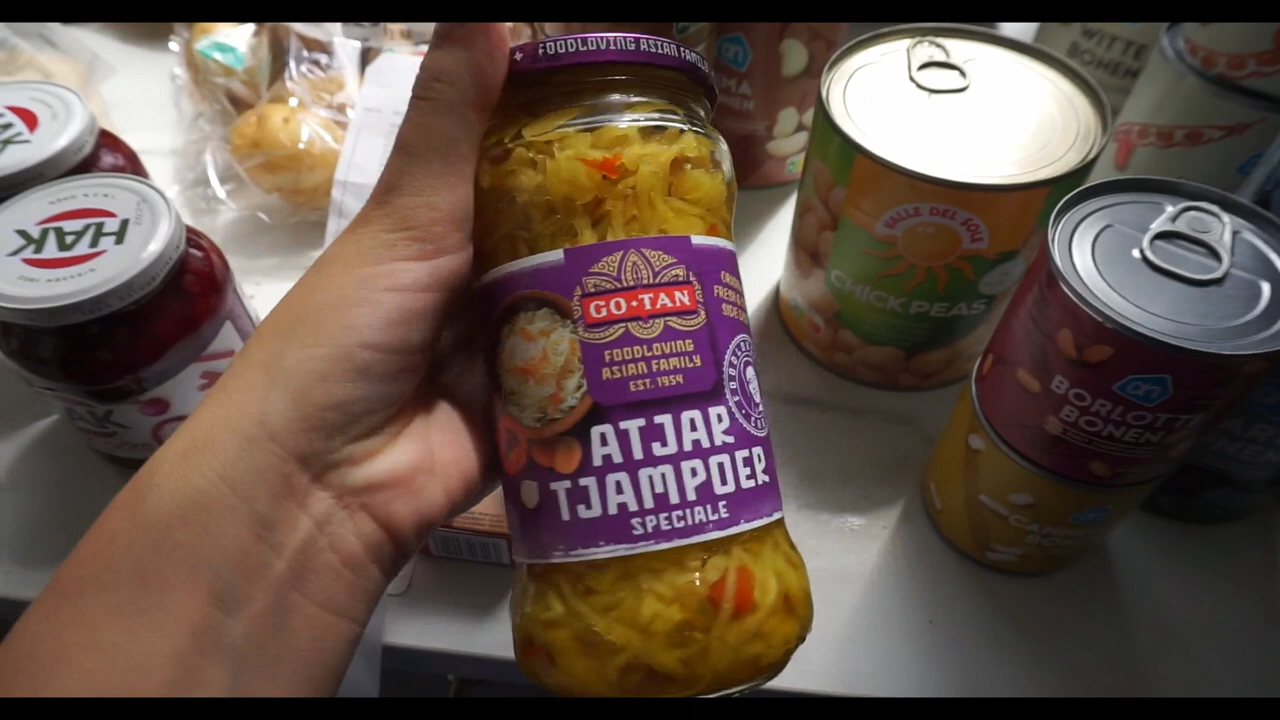 FOODLOVING ASIAN FAMILY
GO·TAN
FOODLOVING
ASIAN FAMILY
EST. 1954
ATJAR
TJAMPOER
SPECIALE
HAK
HAK
VALLE DEL SOLE
CHICKPEAS
ah
BORLOTTI
BONEN
WITTE
BONEN